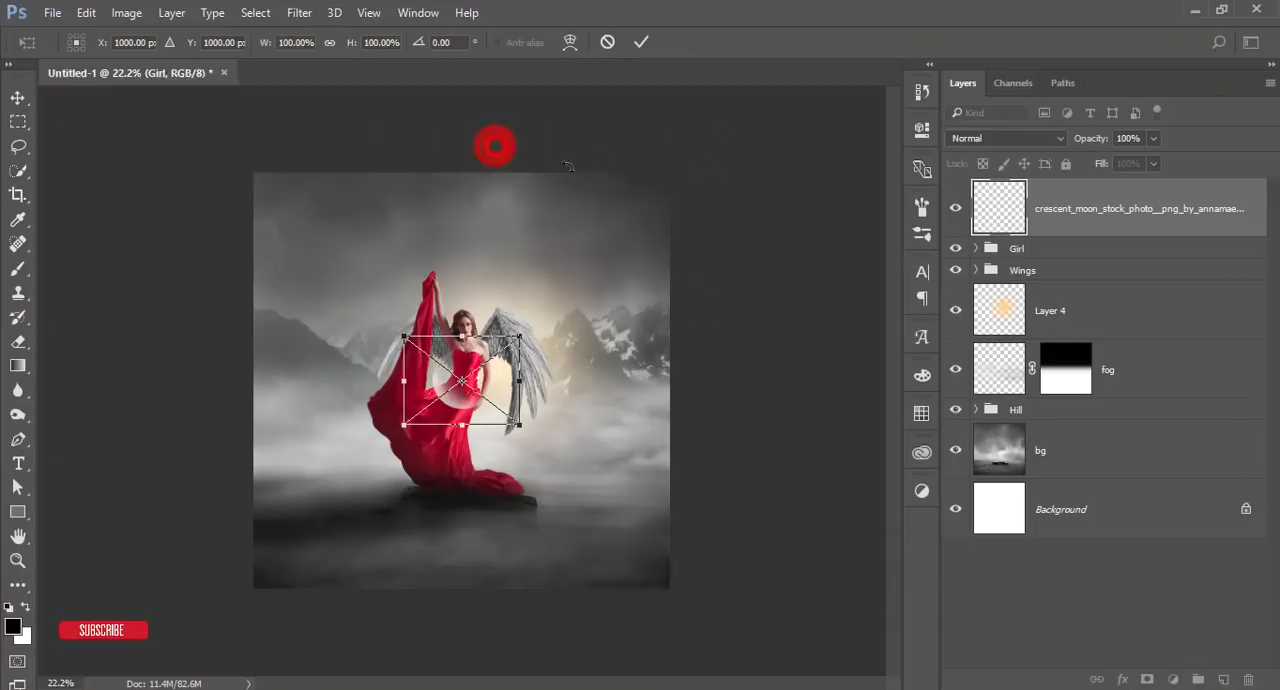 Ps File Edit Image Layer Type Select Filter 3D View Window Help
X: 1000.00 px Y: 1000.00 px W: 100.00% H: 100.00% 0.00 ° Anti-alias
Untitled-1 @ 22.2% (Girl, RGB/8) * ×
Layers Channels Paths
Kind
Normal Opacity: 100%
Lock: Fill: 100%
crescent_moon_stock_photo__png_by_annamae...
Girl
Wings
Layer 4
fog
Hill
bg
Background
SUBSCRIBE
22.2% Doc: 11.4M/82.6M